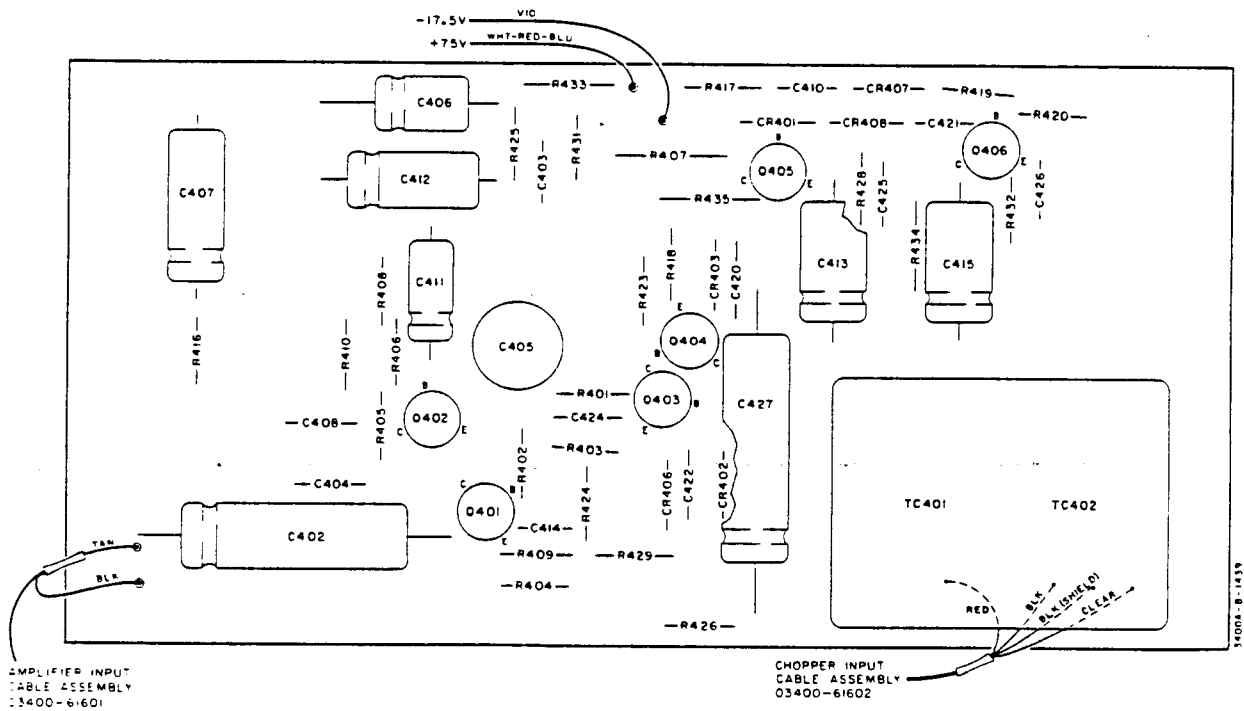 -17.5V VIO
+75V WHT-RED-BLU
R433
R417
C410
CR407
R419
R420
C406
R425
C403
R431
R407
CR401
CR408
C421
B
Q406
C
E
B
Q405
C
E
C407
C412
R435
R428
C425
R432
C426
C411
R408
R423
R418
CR403
C420
C413
R434
C415
R416
R410
R406
C405
E
Q404
B
C
C
Q403
B
E
R401
C424
R403
C427
C408
R405
B
Q402
C
E
R402
R424
CR406
C422
CR402
C404
C
Q401
B
E
C414
C402
R409
R429
R404
R426
TC401
TC402
TAN
BLK
RED
BLK
BLK (SHIELD)
CLEAR
AMPLIFIER INPUT
CABLE ASSEMBLY
03400-61601
CHOPPER INPUT
CABLE ASSEMBLY
03400-61602
3400A-B-1439